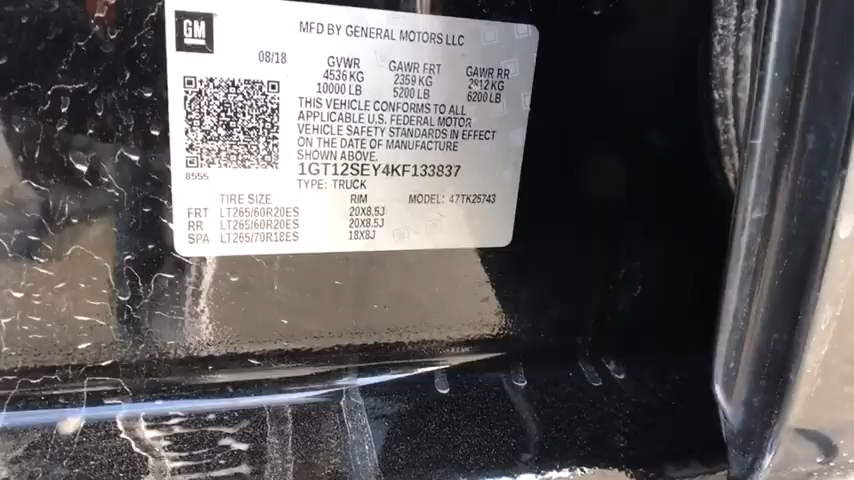 GM
MFD BY GENERAL MOTORS LLC
08/18 GVWR GAWR FRT GAWR RR
4536 KG 2359 KG 2812 KG
10000 LB 5200 LB 6200 LB
THIS VEHICLE CONFORMS TO ALL
APPLICABLE U.S. FEDERAL MOTOR
VEHICLE SAFETY STANDARDS IN EFFECT
ON THE DATE OF MANUFACTURE
SHOWN ABOVE.
8555 1GT12SEY4KF133837
TYPE: TRUCK
TIRE SIZE RIM MODEL: 47TK25743
FRT LT265/60R20ES 20X8.5J
RR LT265/60R20ES 20X8.5J
SPA LT265/70R18ES 18X8J